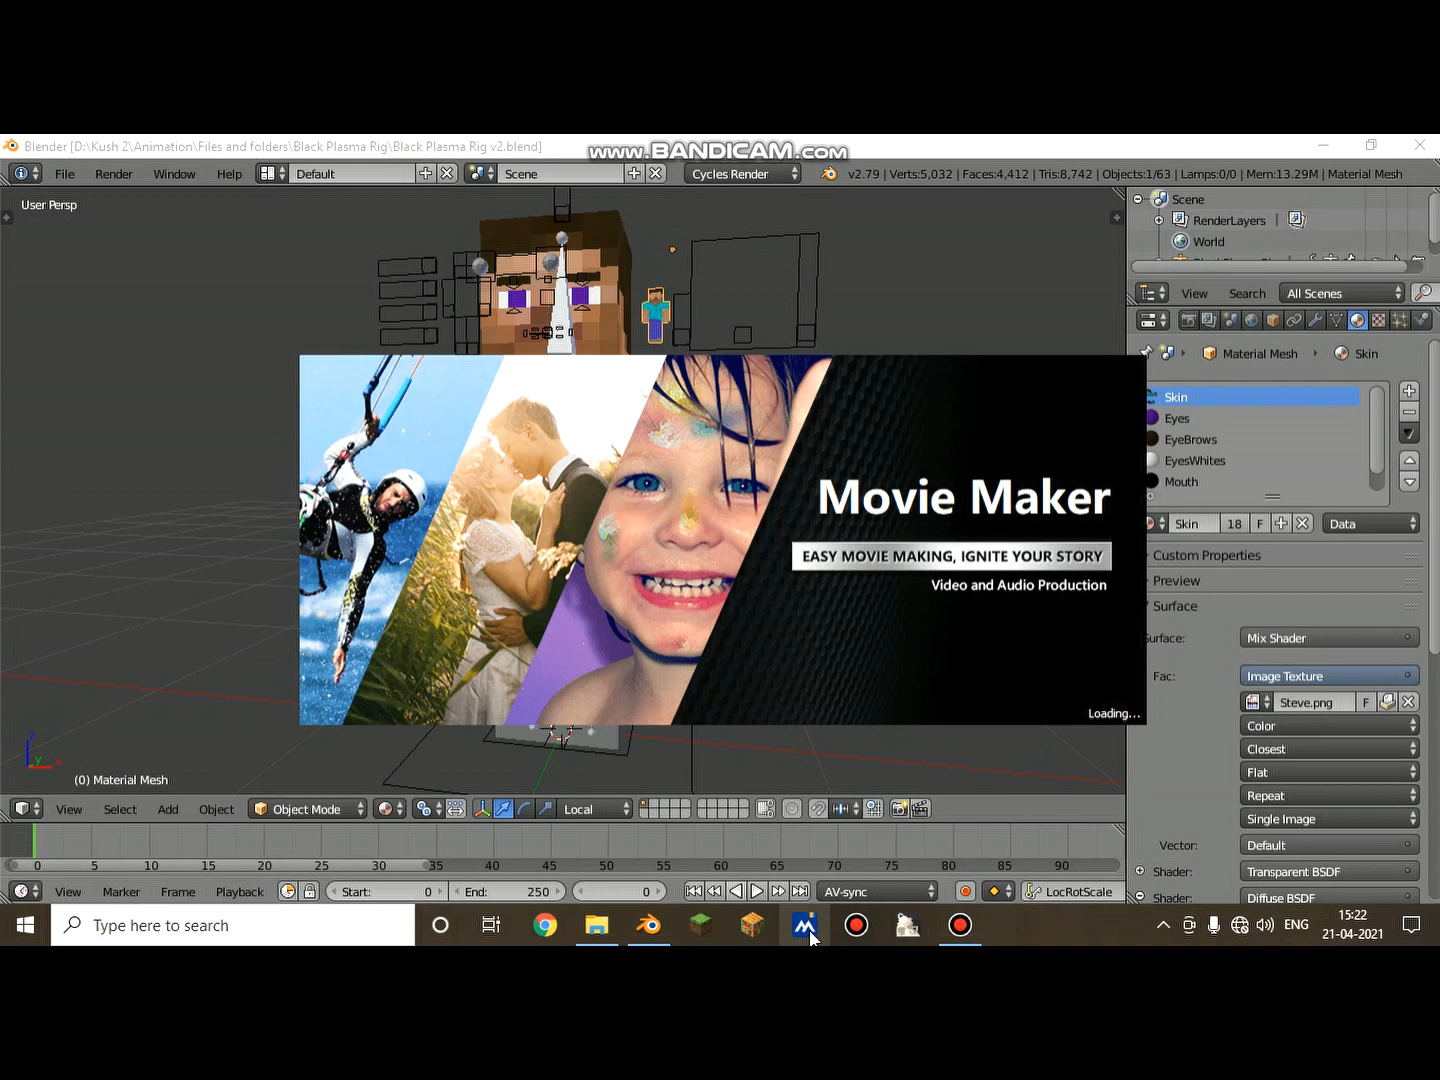 Blender [D:\Kush 2\Animation\Files and folders\Black Plasma Rig\Black Plasma Rig v2.blend]
www.BANDICAM.com
File Render Window Help Default Scene Cycles Render v2.79 | Verts:5,032 | Faces:4,412 | Tris:8,742 | Objects:1/63 | Lamps:0/0 | Mem:13.29M | Material Mesh
User Persp
Scene
RenderLayers |
World
View Search All Scenes
Material Mesh Skin
Skin
Eyes
EyeBrows
EyesWhites
Mouth
Skin 18 F Data
Custom Properties
Preview
Surface
Surface: Mix Shader
Fac: Image Texture
Steve.png F
Color
Closest
Flat
Repeat
Single Image
Vector: Default
Shader: Transparent BSDF
Shader: Diffuse BSDF
Movie Maker
EASY MOVIE MAKING, IGNITE YOUR STORY
Video and Audio Production
Loading...
z
y x
(0) Material Mesh
View Select Add Object Object Mode Local
0 5 10 15 20 25 30 35 40 45 50 55 60 65 70 75 80 85 90
View Marker Frame Playback Start: 0 End: 250 0 AV-sync LocRotScale
Type here to search
ENG
15:22
21-04-2021